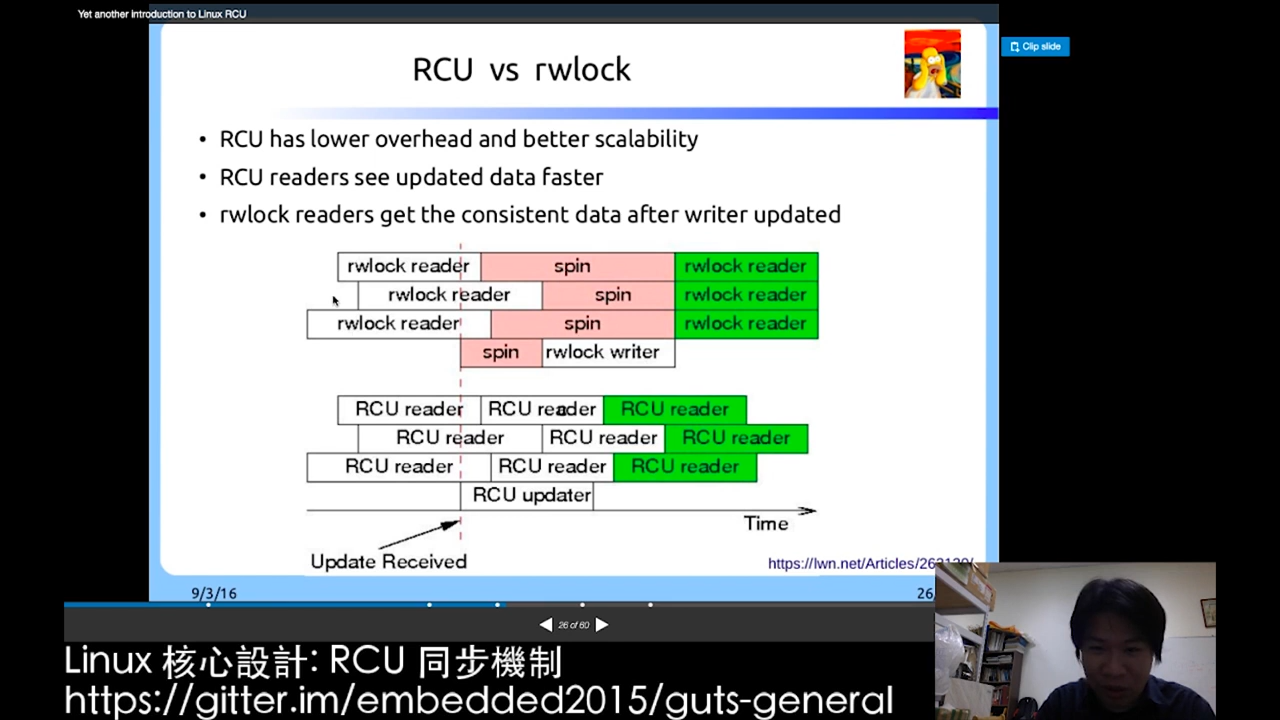 Yet another introduction to Linux RCU
Clip slide
RCU vs rwlock
• RCU has lower overhead and better scalability
• RCU readers see updated data faster
• rwlock readers get the consistent data after writer updated
rwlock reader spin rwlock reader
rwlock reader spin rwlock reader
rwlock reader spin rwlock reader
spin rwlock writer
RCU reader RCU reader RCU reader
RCU reader RCU reader RCU reader
RCU reader RCU reader RCU reader
RCU updater
Time
Update Received
9/3/16
26 of 60
Linux 核心設計: RCU 同步機制
https://gitter.im/embedded2015/guts-general